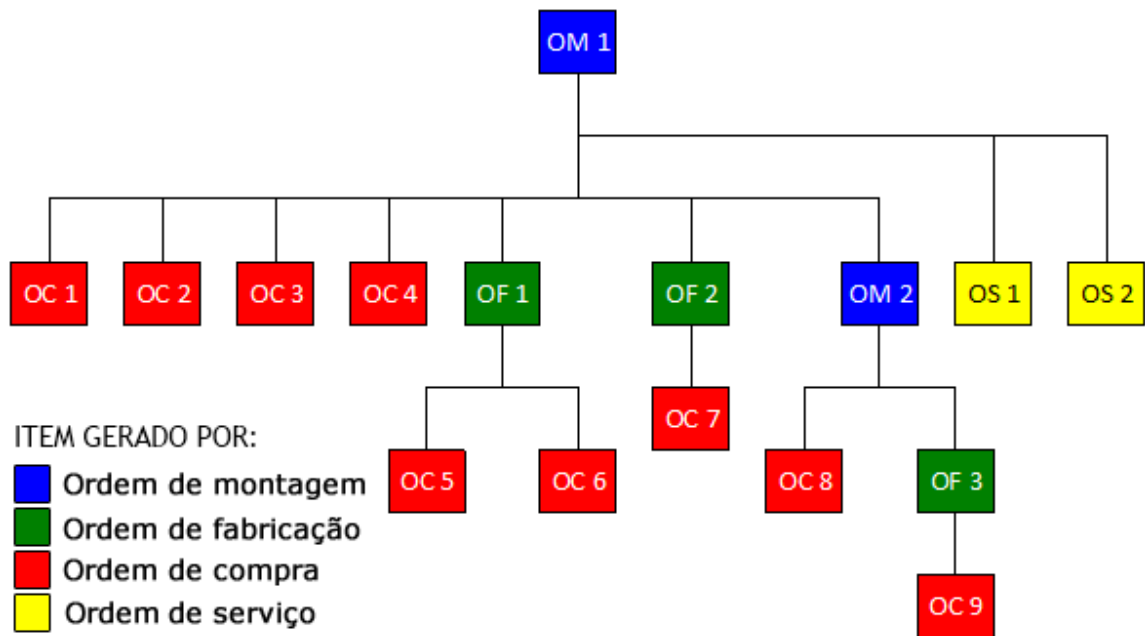 OM 1
OC 1
OC 2
OC 3
OC 4
OF 1
OF 2
OM 2
OS 1
OS 2
OC 7
OC 5
OC 6
OC 8
OF 3
OC 9
ITEM GERADO POR:
Ordem de montagem
Ordem de fabricação
Ordem de compra
Ordem de serviço